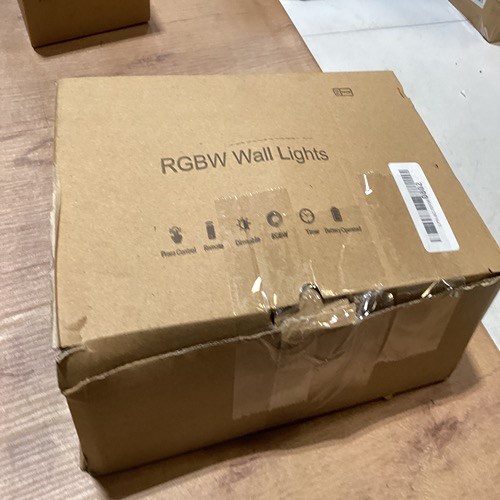 RGBW Wall Lights
Press Control Remote Dimmable RGBW Timer Battery Operated